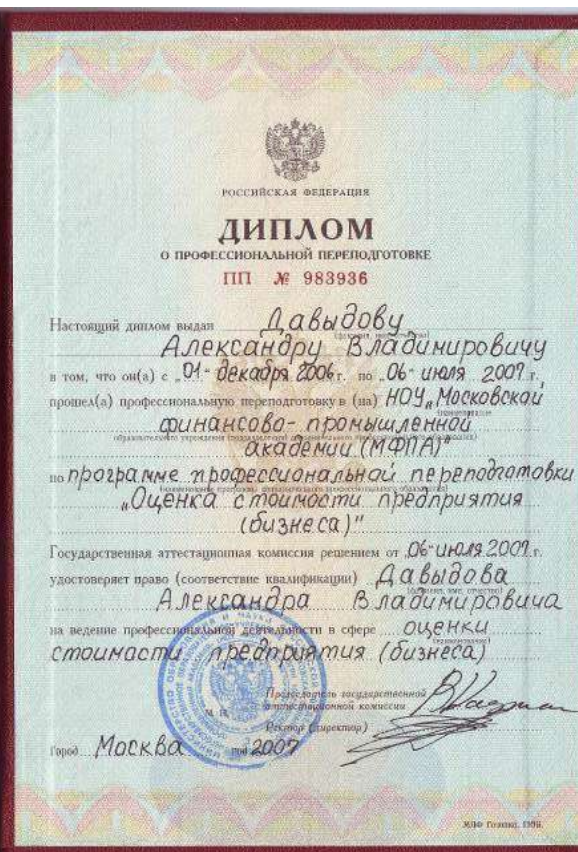 РОССИЙСКАЯ ФЕДЕРАЦИЯ
ДИПЛОМ
О ПРОФЕССИОНАЛЬНОЙ ПЕРЕПОДГОТОВКЕ
ПП № 983936
Настоящий диплом выдан Давыдову
Александру Владимировичу
в том, что он(а) с „01" декабря 2006 г. по „06" июля 2007 г.
прошел(а) профессиональную переподготовку в (на) НОУ „Московской
финансово-промышленной
академии (МФПА)"
по программе профессиональной переподготовки
„Оценка стоимости предприятия
(бизнеса)"
Государственная аттестационная комиссия решением от „06" июля 2007 г.
удостоверяет право (соответствие квалификации) Давыдова
(фамилия, имя, отчество)
Александра Владимировича
на ведение профессиональной деятельности в сфере оценки
стоимости предприятия (бизнеса)
Председатель государственной
аттестационной комиссии
М. П.
Ректор (директор)
Город Москва год 2007